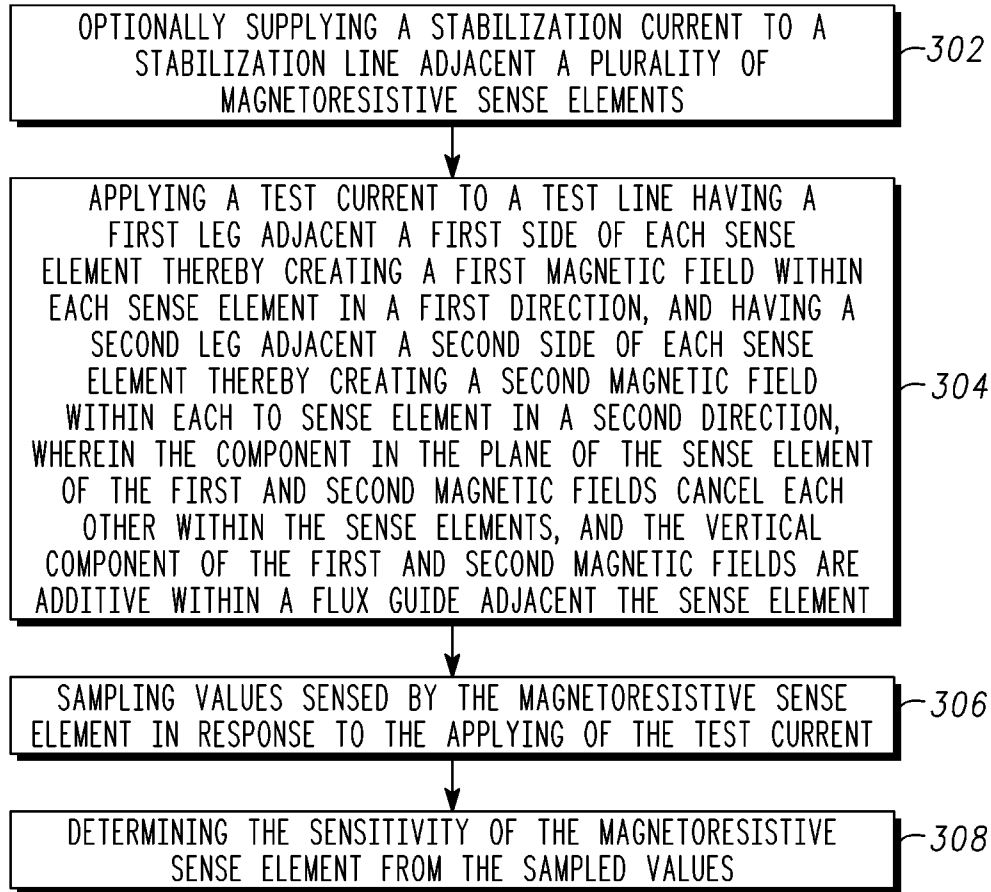 OPTIONALLY SUPPLYING A STABILIZATION CURRENT TO A
STABILIZATION LINE ADJACENT A PLURALITY OF
MAGNETORESISTIVE SENSE ELEMENTS
302
APPLYING A TEST CURRENT TO A TEST LINE HAVING A
FIRST LEG ADJACENT A FIRST SIDE OF EACH SENSE
ELEMENT THEREBY CREATING A FIRST MAGNETIC FIELD WITHIN
EACH SENSE ELEMENT IN A FIRST DIRECTION, AND HAVING A
SECOND LEG ADJACENT A SECOND SIDE OF EACH SENSE
ELEMENT THEREBY CREATING A SECOND MAGNETIC FIELD
WITHIN EACH TO SENSE ELEMENT IN A SECOND DIRECTION,
WHEREIN THE COMPONENT IN THE PLANE OF THE SENSE ELEMENT
OF THE FIRST AND SECOND MAGNETIC FIELDS CANCEL EACH
OTHER WITHIN THE SENSE ELEMENTS, AND THE VERTICAL
COMPONENT OF THE FIRST AND SECOND MAGNETIC FIELDS ARE
ADDITIVE WITHIN A FLUX GUIDE ADJACENT THE SENSE ELEMENT
304
SAMPLING VALUES SENSED BY THE MAGNETORESISTIVE SENSE
ELEMENT IN RESPONSE TO THE APPLYING OF THE TEST CURRENT
306
DETERMINING THE SENSITIVITY OF THE MAGNETORESISTIVE
SENSE ELEMENT FROM THE SAMPLED VALUES
308